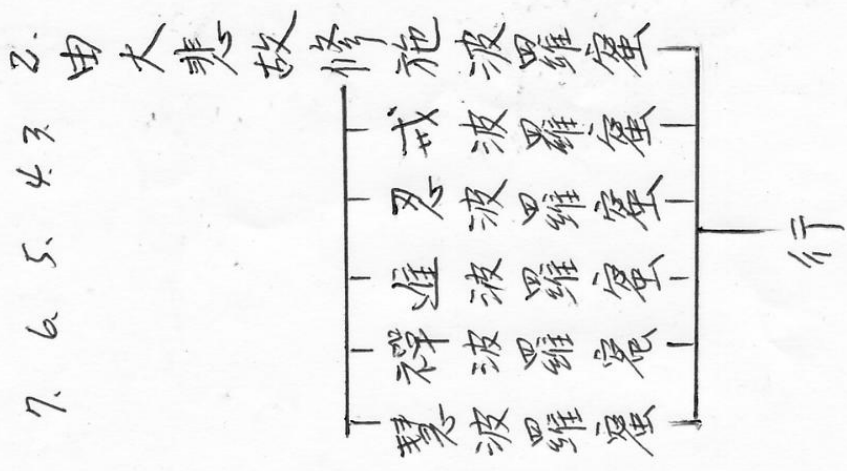 2. 由大悲故修施波羅蜜
3. 戒波羅蜜
4. 忍波羅蜜
5. 進波羅蜜
6. 禪波羅蜜
7. 慧波羅蜜
行